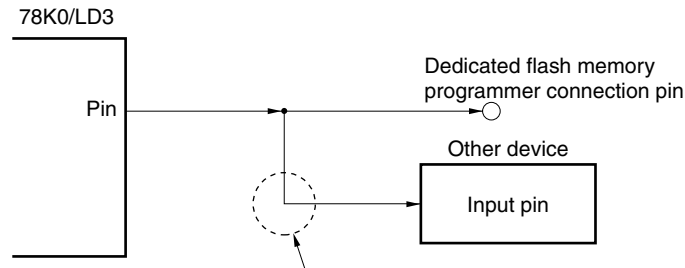 78K0/LD3
Pin
Dedicated flash memory
programmer connection pin
Other device
Input pin